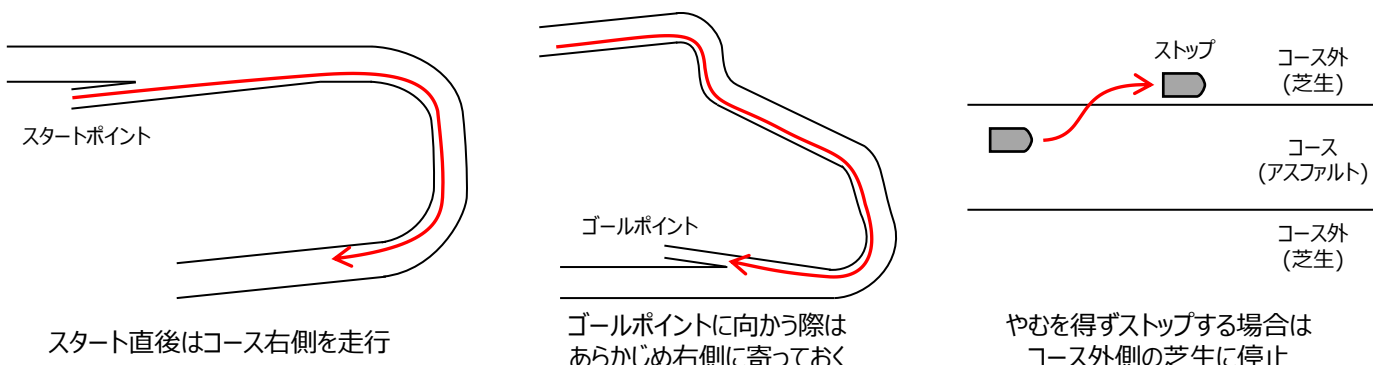 スタートポイント
スタート直後はコース右側を走行
ゴールポイント
ゴールポイントに向かう際は
あらかじめ右側に寄っておく
ストップ
コース外
(芝生)
コース
(アスファルト)
コース外
(芝生)
やむを得ずストップする場合は
コース外側の芝生に停止